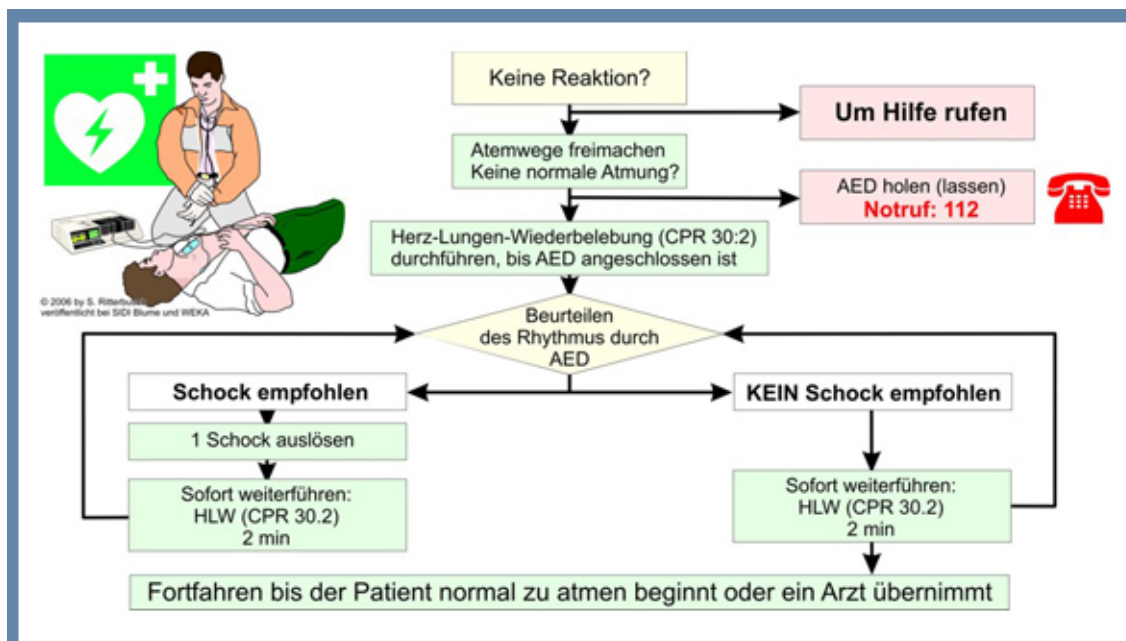 Keine Reaktion?
Um Hilfe rufen
Atemwege freimachen
Keine normale Atmung?
AED holen (lassen)
Notruf: 112
Herz-Lungen-Wiederbelebung (CPR 30:2)
durchführen, bis AED angeschlossen ist
© 2006 by S. Ritterbusch
veröffentlicht bei SIDI Blume und WEKA
Beurteilen
des Rhythmus durch
AED
Schock empfohlen
KEIN Schock empfohlen
1 Schock auslösen
Sofort weiterführen:
HLW (CPR 30.2)
2 min
Sofort weiterführen:
HLW (CPR 30.2)
2 min
Fortfahren bis der Patient normal zu atmen beginnt oder ein Arzt übernimmt